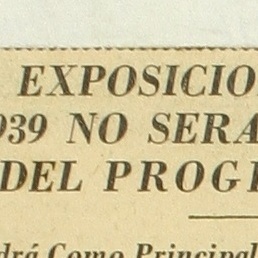 EXPOSICIO
939 NO SERA
DEL PROG
drá Como Principal